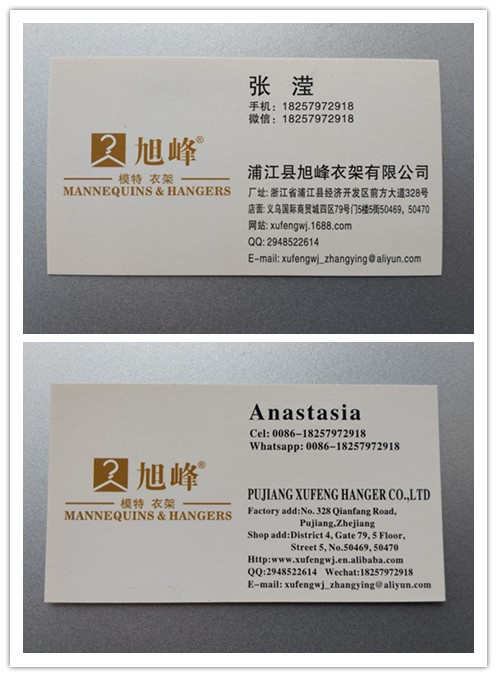 张 滢
手机：18257972918
微信：18257972918
旭峰®
模特 衣架
MANNEQUINS & HANGERS
浦江县旭峰衣架有限公司
厂址: 浙江省浦江县经济开发区前方大道328号
店面: 义乌国际商贸城四区79号门5楼5街50469，50470
网站: xufengwj.1688.com
QQ: 2948522614
E-mail: xufengwj_zhangying@aliyun.com
Anastasia
Cel: 0086-18257972918
Whatsapp: 0086-18257972918
旭峰®
模特 衣架
MANNEQUINS & HANGERS
PUJIANG XUFENG HANGER CO.,LTD
Factory add:No. 328 Qianfang Road,
Pujiang,Zhejiang
Shop add:District 4, Gate 79, 5 Floor,
Street 5, No.50469, 50470
Http:www.xufengwj.en.alibaba.com
QQ:2948522614 Wechat:18257972918
E-mail: xufengwj_zhangying@aliyun.com